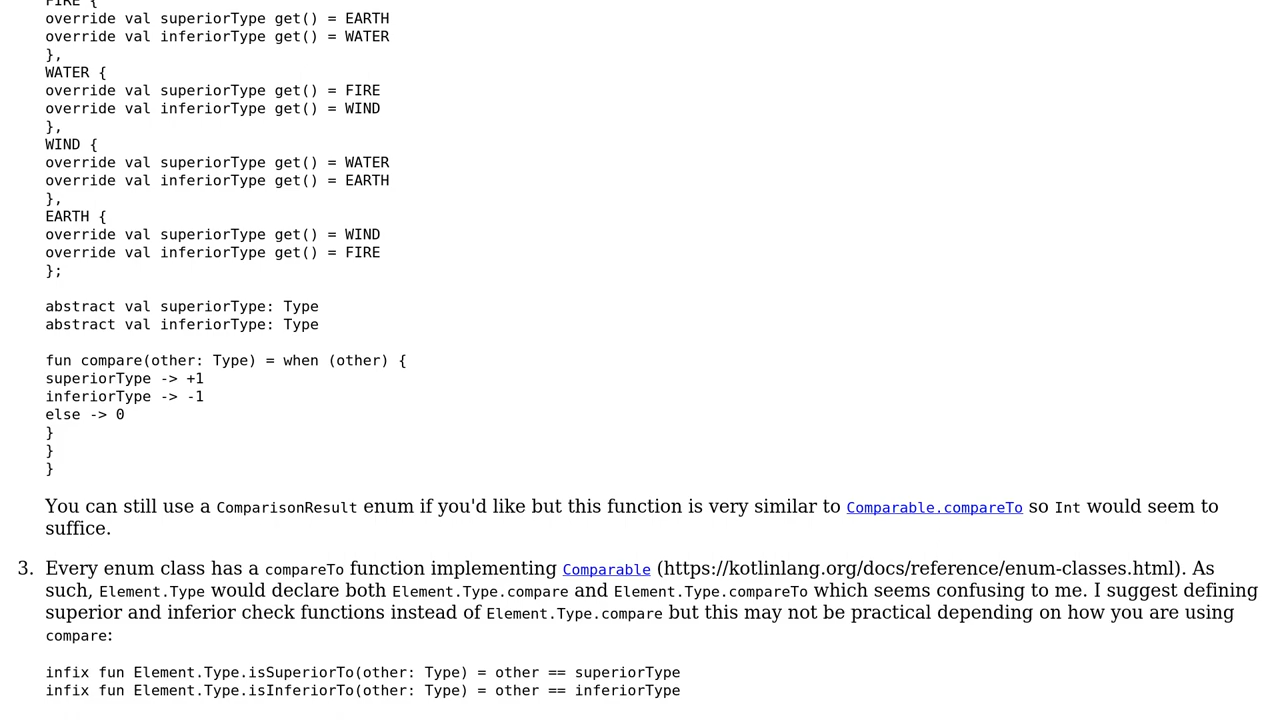 FIRE {
override val superiorType get() = EARTH
override val inferiorType get() = WATER
},
WATER {
override val superiorType get() = FIRE
override val inferiorType get() = WIND
},
WIND {
override val superiorType get() = WATER
override val inferiorType get() = EARTH
},
EARTH {
override val superiorType get() = WIND
override val inferiorType get() = FIRE
};
abstract val superiorType: Type
abstract val inferiorType: Type
fun compare(other: Type) = when (other) {
superiorType -> +1
inferiorType -> -1
else -> 0
}
}
}
You can still use a ComparisonResult enum if you'd like but this function is very similar to Comparable.compareTo so Int would seem to
suffice.
3. Every enum class has a compareTo function implementing Comparable (https://kotlinlang.org/docs/reference/enum-classes.html). As
such, Element.Type would declare both Element.Type.compare and Element.Type.compareTo which seems confusing to me. I suggest defining
superior and inferior check functions instead of Element.Type.compare but this may not be practical depending on how you are using
compare:
infix fun Element.Type.isSuperiorTo(other: Type) = other == superiorType
infix fun Element.Type.isInferiorTo(other: Type) = other == inferiorType